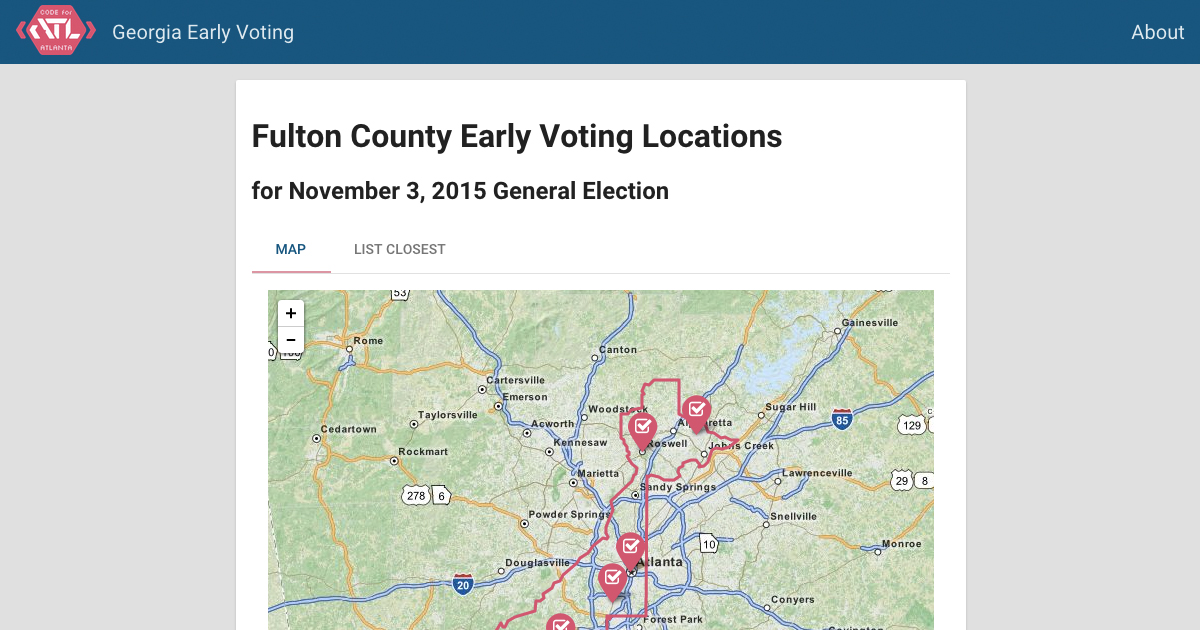 CODE for
ATL
ATLANTA
Georgia Early Voting
About
Fulton County Early Voting Locations
for November 3, 2015 General Election
MAP
LIST CLOSEST
+
−
53
Gainesville
Rome
Canton
Cartersville
Emerson
Woodstock
Sugar Hill
Taylorsville
Acworth
85
129
Cedartown
Kennesaw
Roswell
Johns Creek
Rockmart
Marietta
Lawrenceville
Sandy Springs
278
6
29
8
Powder Springs
Snellville
10
Monroe
Douglasville
Atlanta
20
Conyers
Forest Park
Covington